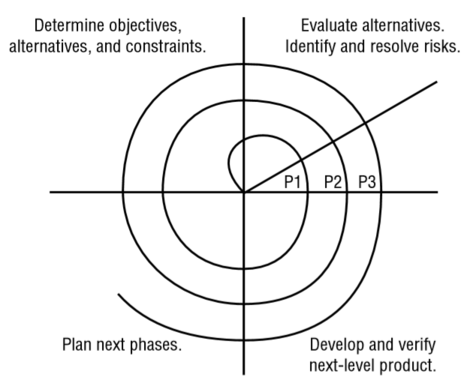 Determine objectives,
alternatives, and constraints.
Evaluate alternatives.
Identify and resolve risks.
P1 P2 P3
Plan next phases.
Develop and verify
next-level product.